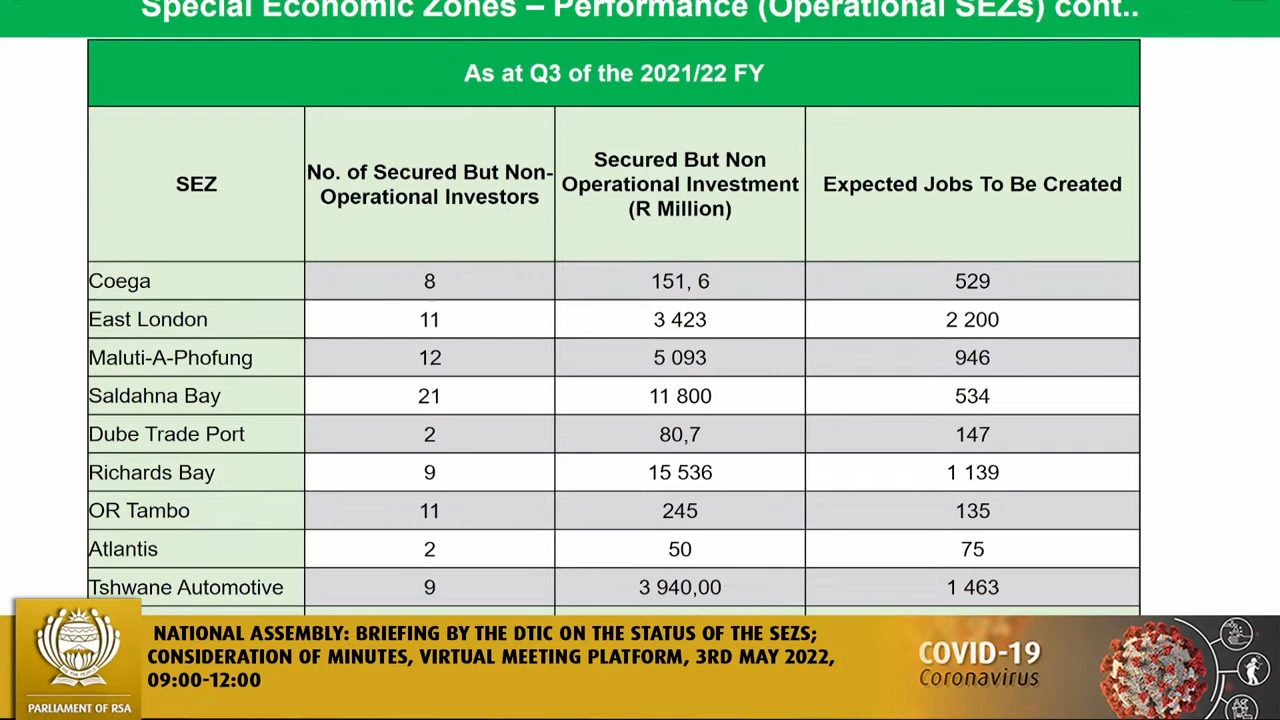 Special Economic Zones – Performance (Operational SEZs) cont..
As at Q3 of the 2021/22 FY
SEZ
No. of Secured But Non-
Operational Investors
Secured But Non
Operational Investment
(R Million)
Expected Jobs To Be Created
Coega 8 151, 6 529
East London 11 3 423 2 200
Maluti-A-Phofung 12 5 093 946
Saldahna Bay 21 11 800 534
Dube Trade Port 2 80,7 147
Richards Bay 9 15 536 1 139
OR Tambo 11 245 135
Atlantis 2 50 75
Tshwane Automotive 9 3 940,00 1 463
NATIONAL ASSEMBLY: BRIEFING BY THE DTIC ON THE STATUS OF THE SEZS;
CONSIDERATION OF MINUTES, VIRTUAL MEETING PLATFORM, 3RD MAY 2022,
09:00-12:00
PARLIAMENT OF RSA
COVID-19
Coronavirus